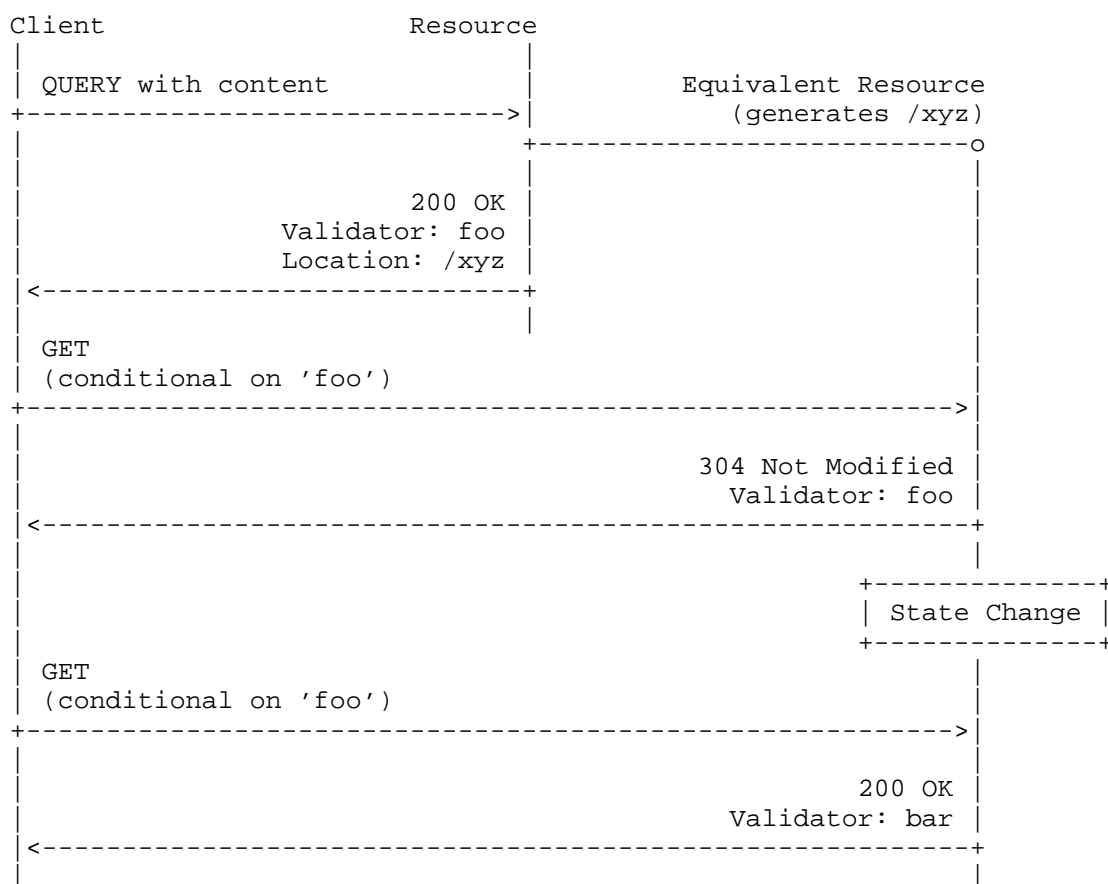 Client Resource
QUERY with content Equivalent Resource
(generates /xyz)
200 OK
Validator: foo
Location: /xyz
GET
(conditional on ’foo’)
304 Not Modified
Validator: foo
State Change
GET
(conditional on ’foo’)
200 OK
Validator: bar